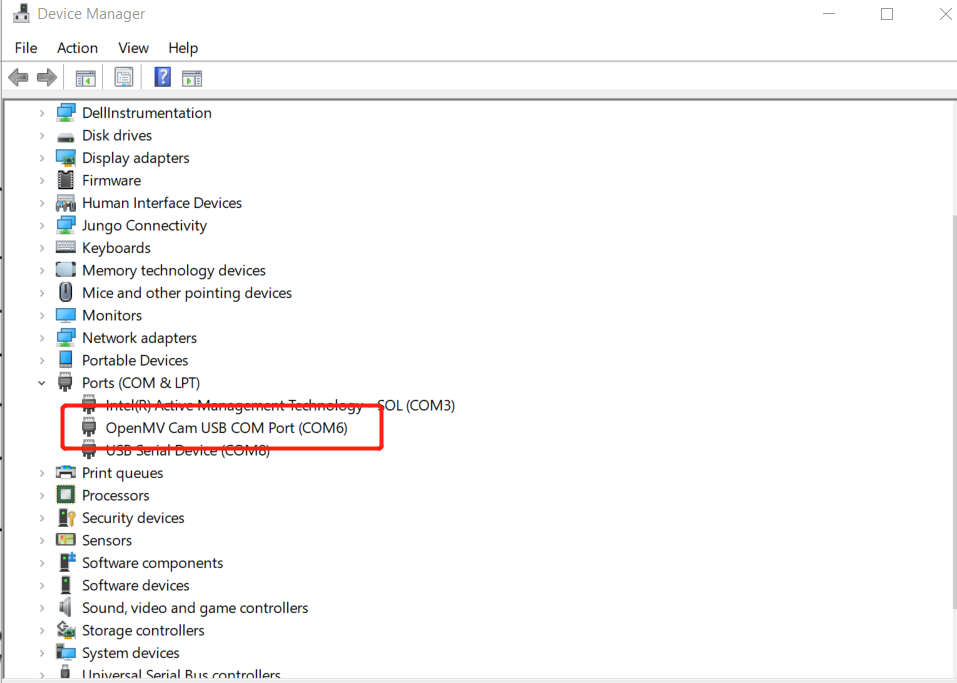 Device Manager
File Action View Help
DellInstrumentation
Disk drives
Display adapters
Firmware
Human Interface Devices
Jungo Connectivity
Keyboards
Memory technology devices
Mice and other pointing devices
Monitors
Network adapters
Portable Devices
Ports (COM & LPT)
Intel(R) Active Management Technology - SOL (COM3)
OpenMV Cam USB COM Port (COM6)
USB Serial Device (COM8)
Print queues
Processors
Security devices
Sensors
Software components
Software devices
Sound, video and game controllers
Storage controllers
System devices
Universal Serial Bus controllers